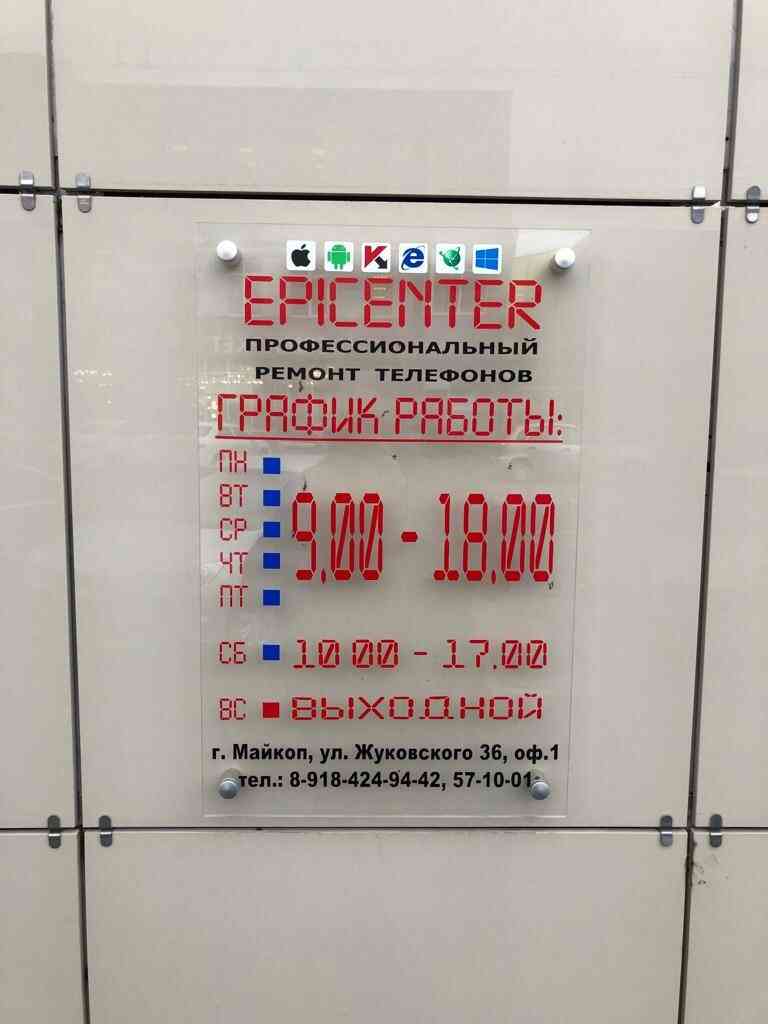 EPICENTER
ПРОФЕССИОНАЛЬНЫЙ
РЕМОНТ ТЕЛЕФОНОВ
ГРАФИК РАБОТЫ:
ПН
ВТ
СР
ЧТ
ПТ
9.00 - 18.00
СБ 10 00 - 17.00
ВС ВЫХОДНОЙ
г. Майкоп, ул. Жуковского 36, оф.1
тел.: 8-918-424-94-42, 57-10-01